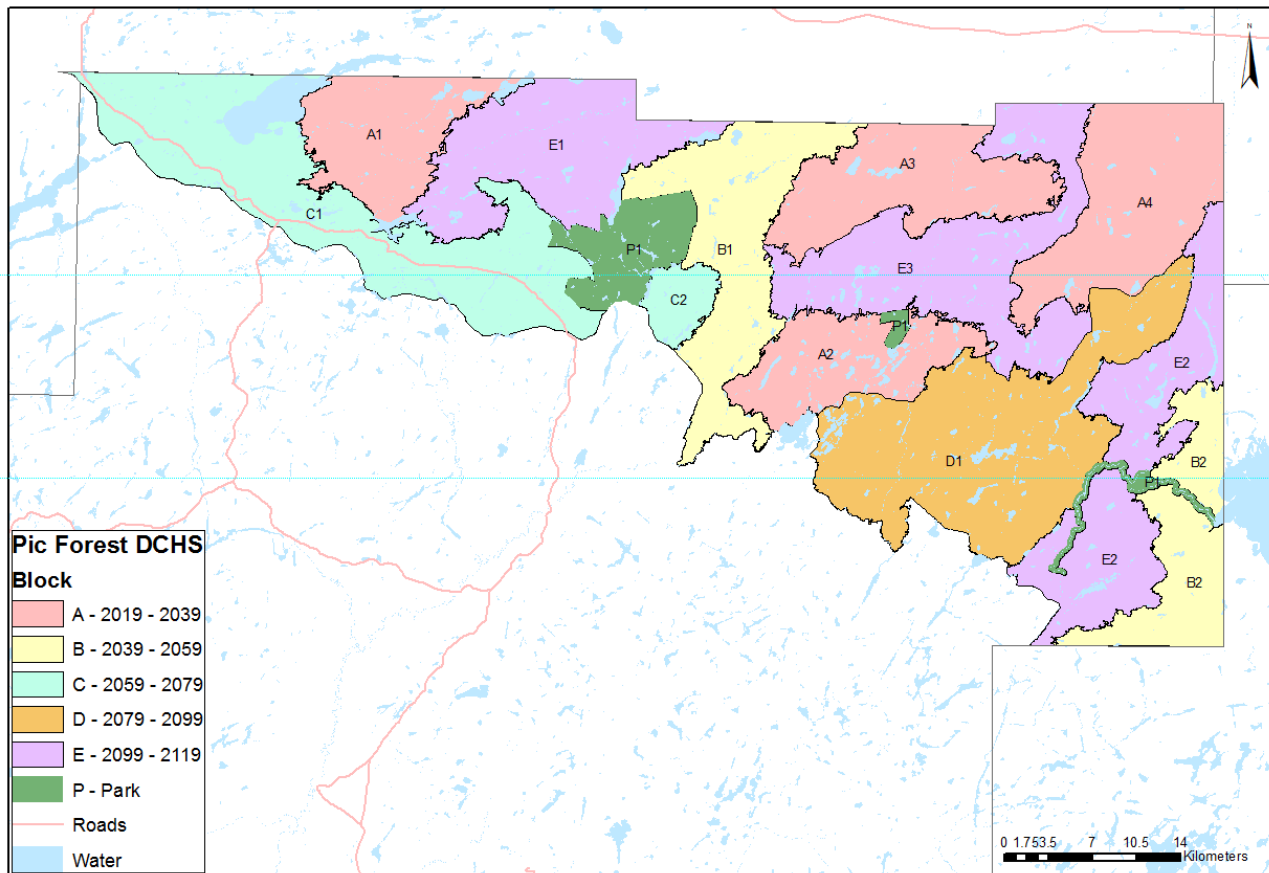 N
A1
E1
A3
A4
C1
P1
B1
E3
C2
P1
A2
E2
D1
B2
P1
E2
B2
Pic Forest DCHS
Block
A - 2019 - 2039
B - 2039 - 2059
C - 2059 - 2079
D - 2079 - 2099
E - 2099 - 2119
P - Park
Roads
Water
0 1.753.5 7 10.5 14
Kilometers